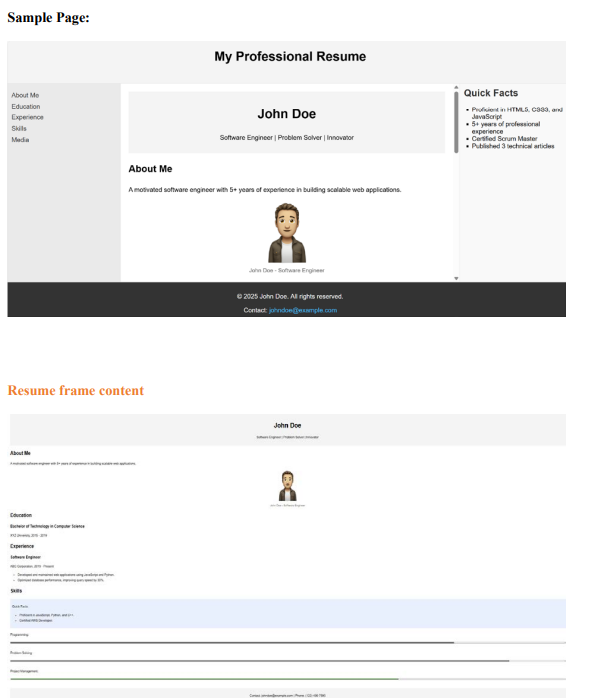 Sample Page:
My Professional Resume
About Me
Education
Experience
Skills
Media
John Doe
Software Engineer | Problem Solver | Innovator
About Me
A motivated software engineer with 5+ years of experience in building scalable web applications.
John Doe - Software Engineer
Quick Facts
Proficient in HTML5, CSS3, and
JavaScript
5+ years of professional
experience
Certified Scrum Master
Published 3 technical articles
© 2025 John Doe. All rights reserved.
Contact: johndoe@example.com
Resume frame content
John Doe
Software Engineer | Problem Solver | Innovator
About Me
A motivated software engineer with 5+ years of experience in building scalable web applications.
John Doe - Software Engineer
Education
Bachelor of Technology in Computer Science
XYZ University, 2015 - 2019
Experience
Software Engineer
2019 - Present
Developed and maintained web applications using JavaScript and Python.
Optimized database performance, improving query speed by
Skills
Quick Facts:
Proficient in JavaScript, Python, and C++
Certified Developer
Programming:
Problem-Solving:
Project Management:
Contact: johndoe@example.com | Phone: